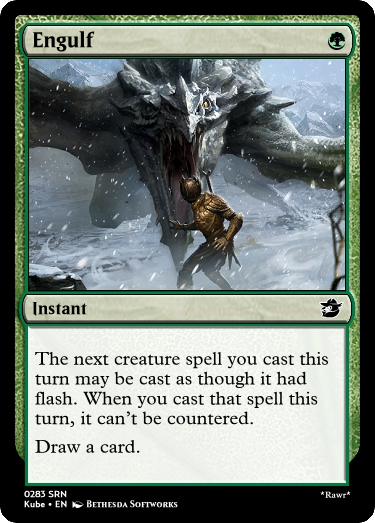 Engulf
Instant
The next creature spell you cast this
turn may be cast as though it had
flash. When you cast that spell this
turn, it can't be countered.
Draw a card.
0283 SRN
Kube • EN Bethesda Softworks
*Rawr*